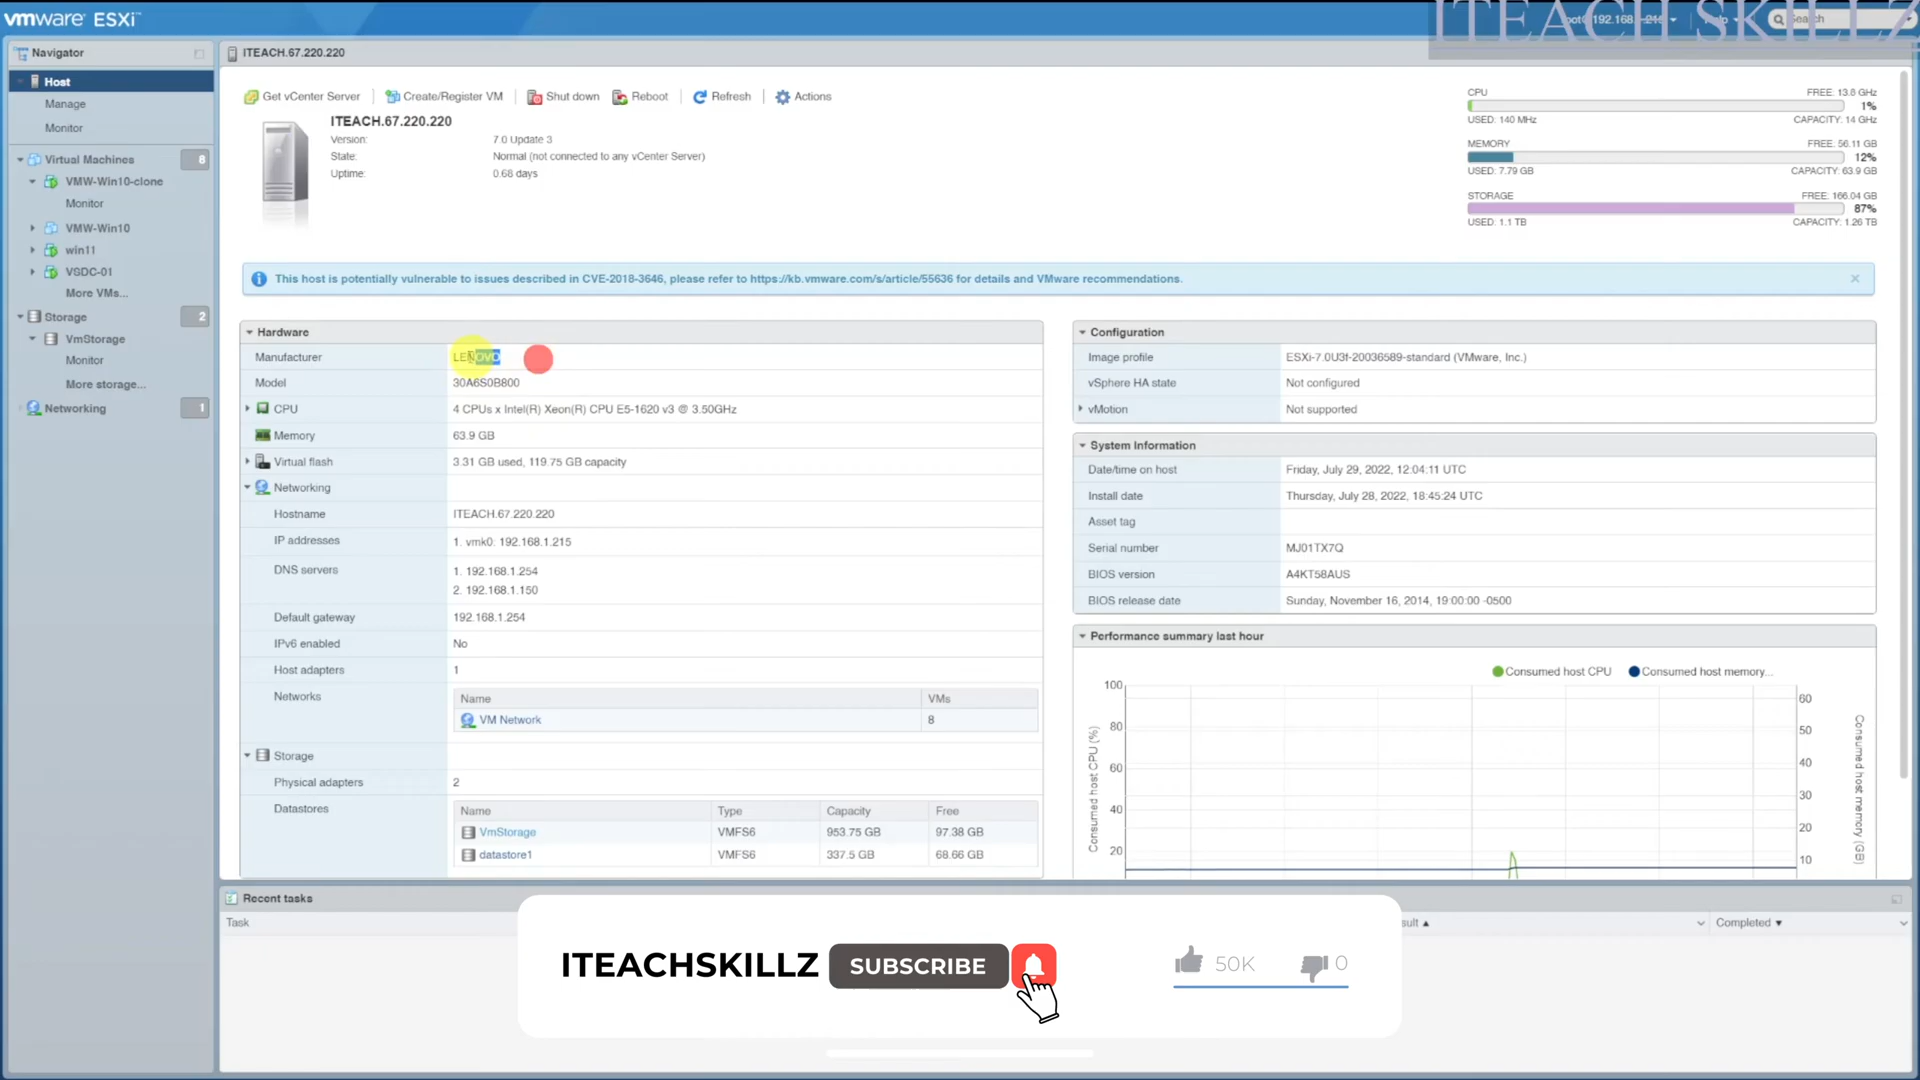 vmware ESXi
ITEACH SKILLZ
Navigator
Host
Manage
Monitor
Virtual Machines 8
VMW-Win10-clone
Monitor
VMW-Win10
win11
VSDC-01
More VMs...
Storage 2
VmStorage
Monitor
More storage...
Networking 1
ITEACH.67.220.220
Get vCenter Server
Create/Register VM
Shut down
Reboot
Refresh
Actions
ITEACH.67.220.220
Version: 7.0 Update 3
State: Normal (not connected to any vCenter Server)
Uptime: 0.68 days
CPU FREE: 13.8 GHz
1%
USED: 140 MHz CAPACITY: 14 GHz
MEMORY FREE: 56.11 GB
12%
USED: 7.79 GB CAPACITY: 63.9 GB
STORAGE FREE: 166.04 GB
87%
USED: 1.1 TB CAPACITY: 1.26 TB
This host is potentially vulnerable to issues described in CVE-2018-3646, please refer to https://kb.vmware.com/s/article/55636 for details and VMware recommendations.
Hardware
Manufacturer LENOVO
Model 30A6S0B800
CPU 4 CPUs x Intel(R) Xeon(R) CPU E5-1620 v3 @ 3.50GHz
Memory 63.9 GB
Virtual flash 3.31 GB used, 119.75 GB capacity
Networking
Hostname ITEACH.67.220.220
IP addresses 1. vmk0: 192.168.1.215
DNS servers 1. 192.168.1.254
2. 192.168.1.150
Default gateway 192.168.1.254
IPv6 enabled No
Host adapters 1
Networks Name VMs
VM Network 8
Storage
Physical adapters 2
Datastores Name Type Capacity Free
VmStorage VMFS6 953.75 GB 97.38 GB
datastore1 VMFS6 337.5 GB 68.66 GB
Configuration
Image profile ESXi-7.0U3f-20036589-standard (VMware, Inc.)
vSphere HA state Not configured
vMotion Not supported
System Information
Date/time on host Friday, July 29, 2022, 12:04:11 UTC
Install date Thursday, July 28, 2022, 18:45:24 UTC
Asset tag
Serial number MJ01TX7Q
BIOS version A4KT58AUS
BIOS release date Sunday, November 16, 2014, 19:00:00 -0500
Performance summary last hour
Consumed host CPU Consumed host memory...
Consumed host CPU (%)
100
80
60
40
20
60
50
40
30
20
10
Consumed host memory (GB)
Recent tasks
Task
Completed
ITEACHSKILLZ SUBSCRIBE 50K 0